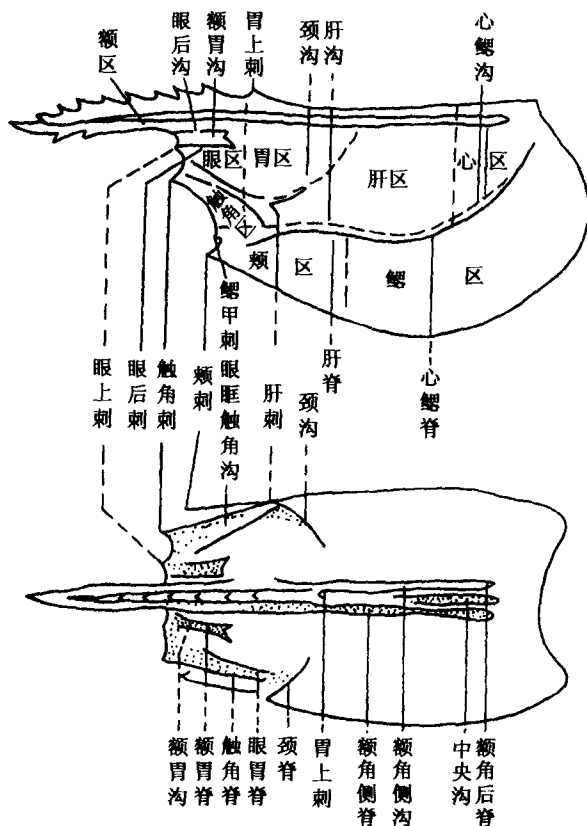 额区
眼后沟
额胃沟
胃上刺
颈沟
肝沟
心鳃沟
眼区
胃区
肝区
心区
触角区
颊区
鳃区
眼上刺
眼后刺
触角刺
颊刺
鳃甲刺
眼眶触角沟
肝刺
颈沟
肝脊
心鳃脊
额胃沟
额胃脊
触角脊
眼胃脊
颈脊
胃上刺
额角侧脊
额角侧沟
中央沟
额角后脊